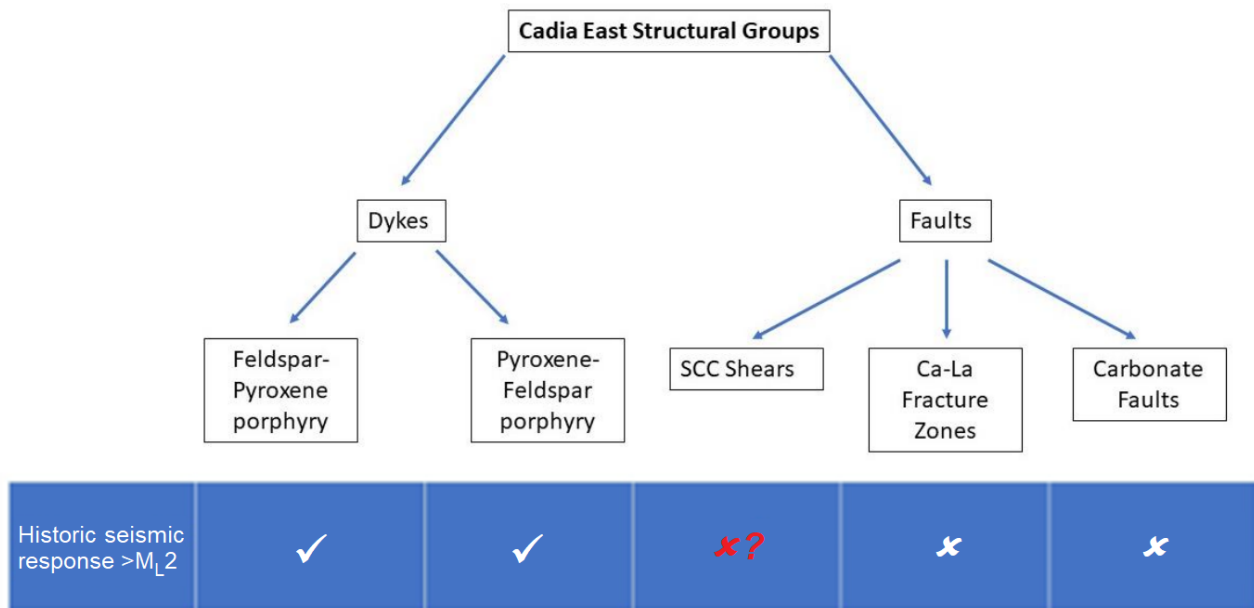 Cadia East Structural Groups
Dykes
Faults
Feldspar-
Pyroxene
porphyry
Pyroxene-
Feldspar
porphyry
SCC Shears
Ca-La
Fracture
Zones
Carbonate
Faults
Historic seismic
response >ML2
✓
✓
✘?
✘
✘